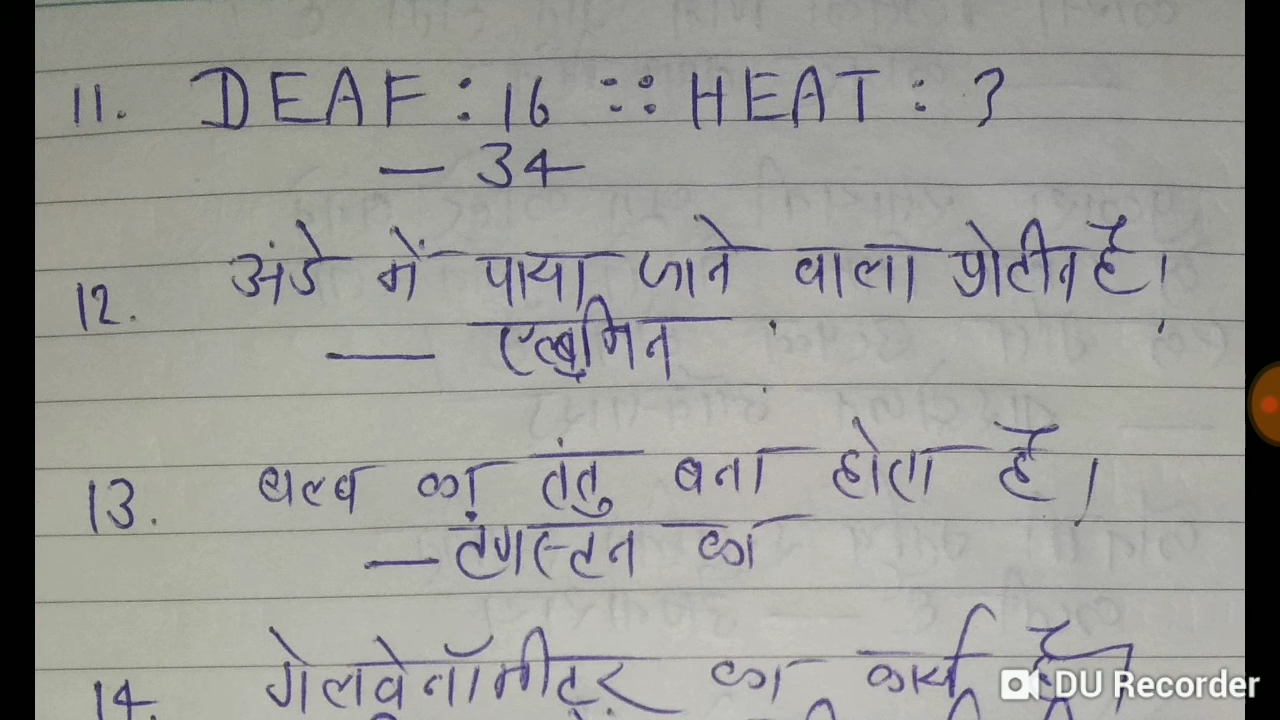 11. DEAF : 16 :: HEAT : ?
— 34
12. अंडे में पाया जाने वाला प्रोटीन है।
— एल्बुमिन
13. बल्ब का तंतु बना होता है।
— टंगस्टन का
14. गेलवेनॉमीटर का कार्य है।
DU Recorder